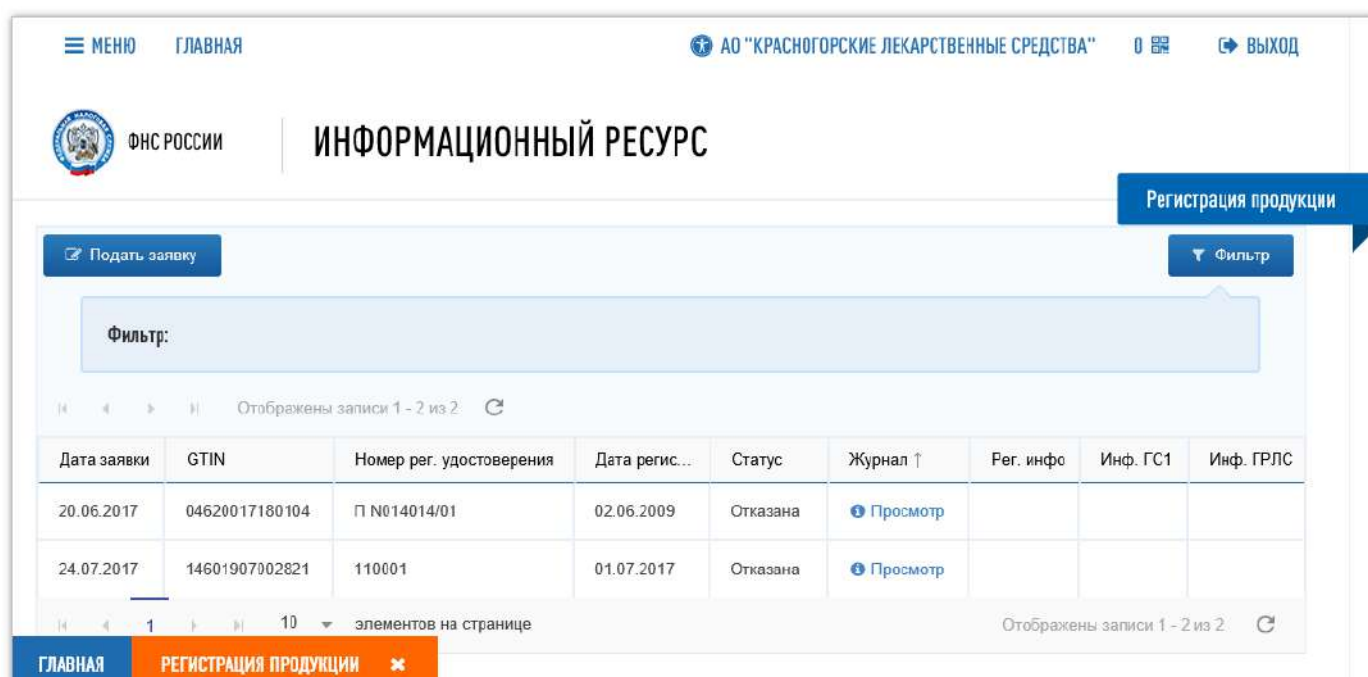 МЕНЮ ГЛАВНАЯ АО "КРАСНОГОРСКИЕ ЛЕКАРСТВЕННЫЕ СРЕДСТВА" 0 ВЫХОД
ФНС РОССИИ ИНФОРМАЦИОННЫЙ РЕСУРС
Регистрация продукции
Подать заявку Фильтр
Фильтр:
Отображены записи 1 - 2 из 2
Дата заявки GTIN Номер рег. удостоверения Дата регис... Статус Журнал ↑ Рег. инфо Инф. ГС1 Инф. ГРЛС
20.06.2017 04620017180104 П N014014/01 02.06.2009 Отказана Просмотр
24.07.2017 14601907002821 110001 01.07.2017 Отказана Просмотр
1 10 элементов на странице Отображены записи 1 - 2 из 2
ГЛАВНАЯ РЕГИСТРАЦИЯ ПРОДУКЦИИ ×